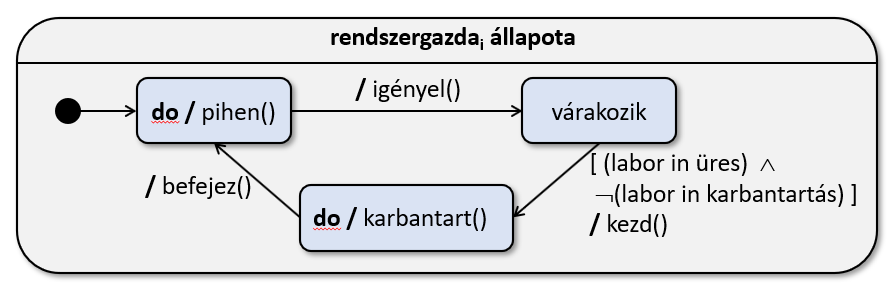 rendszergazdai állapota
do / pihen()
/ igényel()
várakozik
[ (labor in üres) ∧
¬(labor in karbantartás) ]
/ kezd()
/ befejez()
do / karbantart()